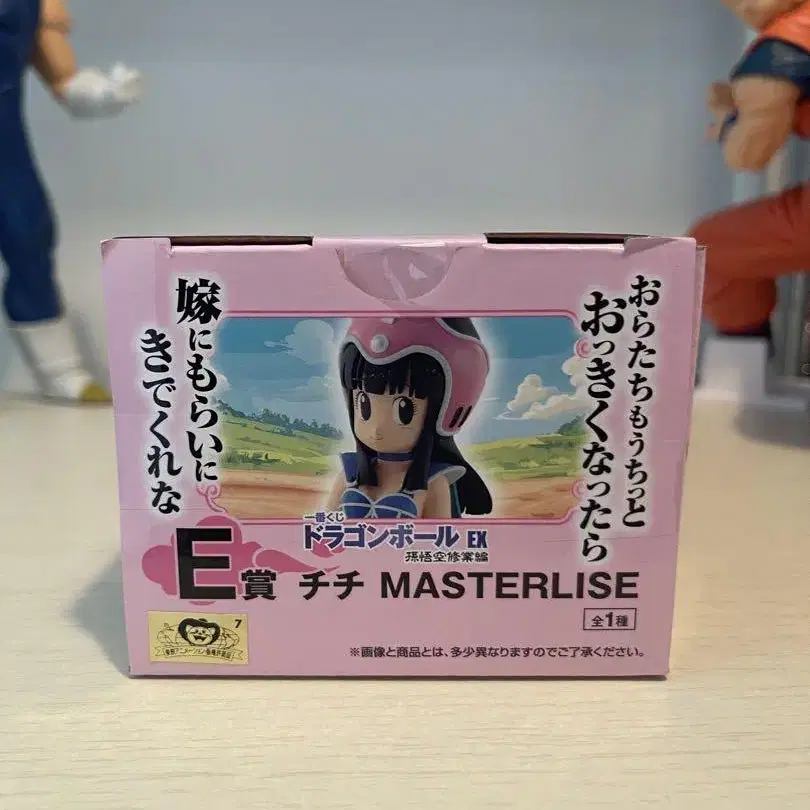 おらたちもうちっと
おっきくなったら
嫁にもらいに
きでくれな
一番くじ
ドラゴンボール EX
孫悟空修業編
E賞 チチ MASTERLISE
全1種
7
※画像と商品とは、多少異なりますのでご了承ください。